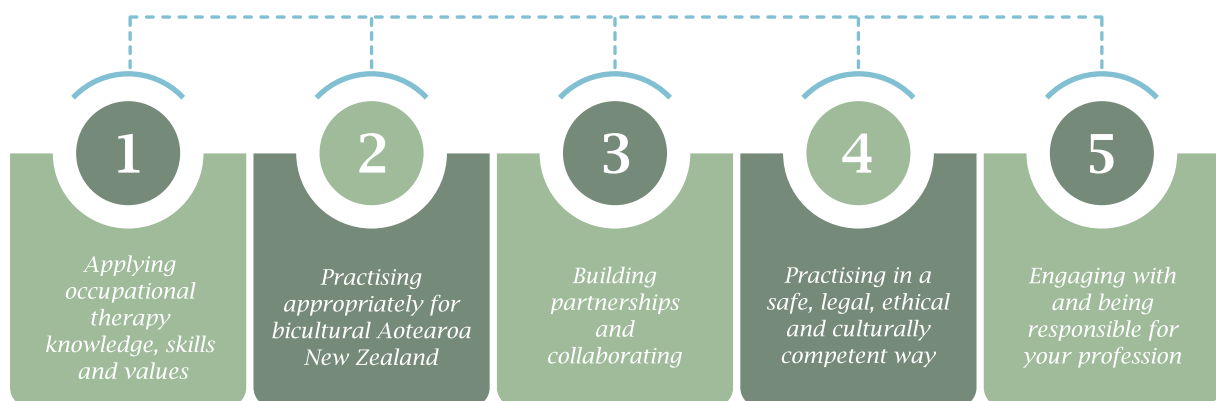 1
Applying
occupational
therapy
knowledge, skills
and values
2
Practising
appropriately for
bicultural Aotearoa
New Zealand
3
Building
partnerships
and
collaborating
4
Practising in a
safe, legal, ethical
and culturally
competent way
5
Engaging with
and being
responsible for
your profession